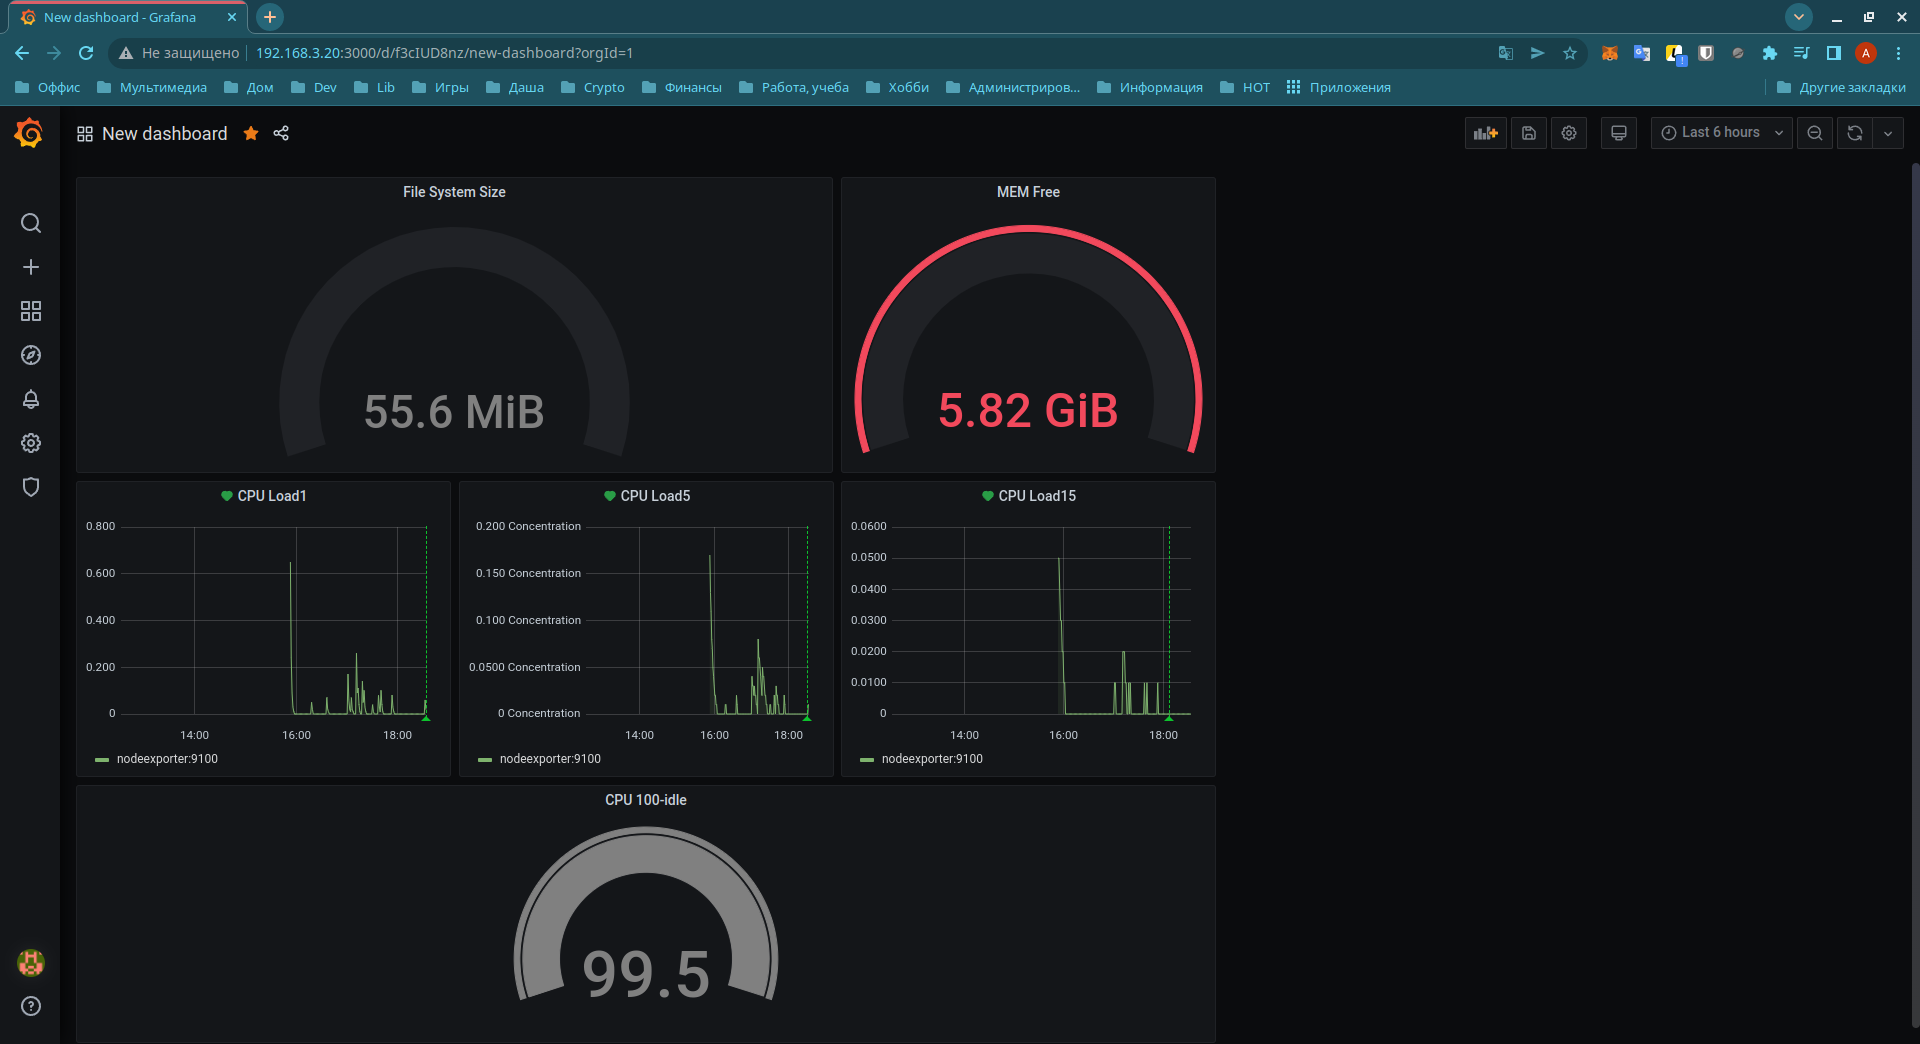 New dashboard - Grafana
Не защищено 192.168.3.20:3000/d/f3cIUD8nz/new-dashboard?orgId=1
A
Оффис Мультимедиа Дом Dev Lib Игры Даша Crypto Финансы Работа, учеба Хобби Администриров... Информация HOT Приложения Другие закладки
New dashboard
Last 6 hours
File System Size
55.6 MiB
MEM Free
5.82 GiB
CPU Load1
0.800
0.600
0.400
0.200
0
14:00 16:00 18:00
nodeexporter:9100
CPU Load5
0.200 Concentration
0.150 Concentration
0.100 Concentration
0.0500 Concentration
0 Concentration
14:00 16:00 18:00
nodeexporter:9100
CPU Load15
0.0600
0.0500
0.0400
0.0300
0.0200
0.0100
0
14:00 16:00 18:00
nodeexporter:9100
CPU 100-idle
99.5